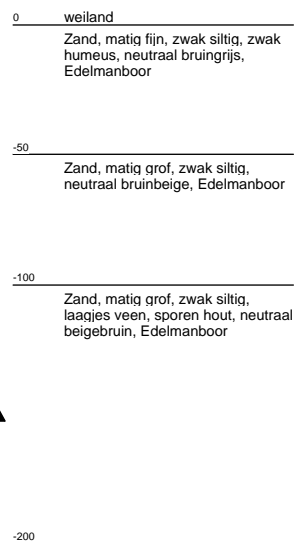 0 weiland
Zand, matig fijn, zwak siltig, zwak
humeus, neutraal bruingrijs,
Edelmanboor
-50
Zand, matig grof, zwak siltig,
neutraal bruinbeige, Edelmanboor
-100
Zand, matig grof, zwak siltig,
laagjes veen, sporen hout, neutraal
beigebruin, Edelmanboor
-200